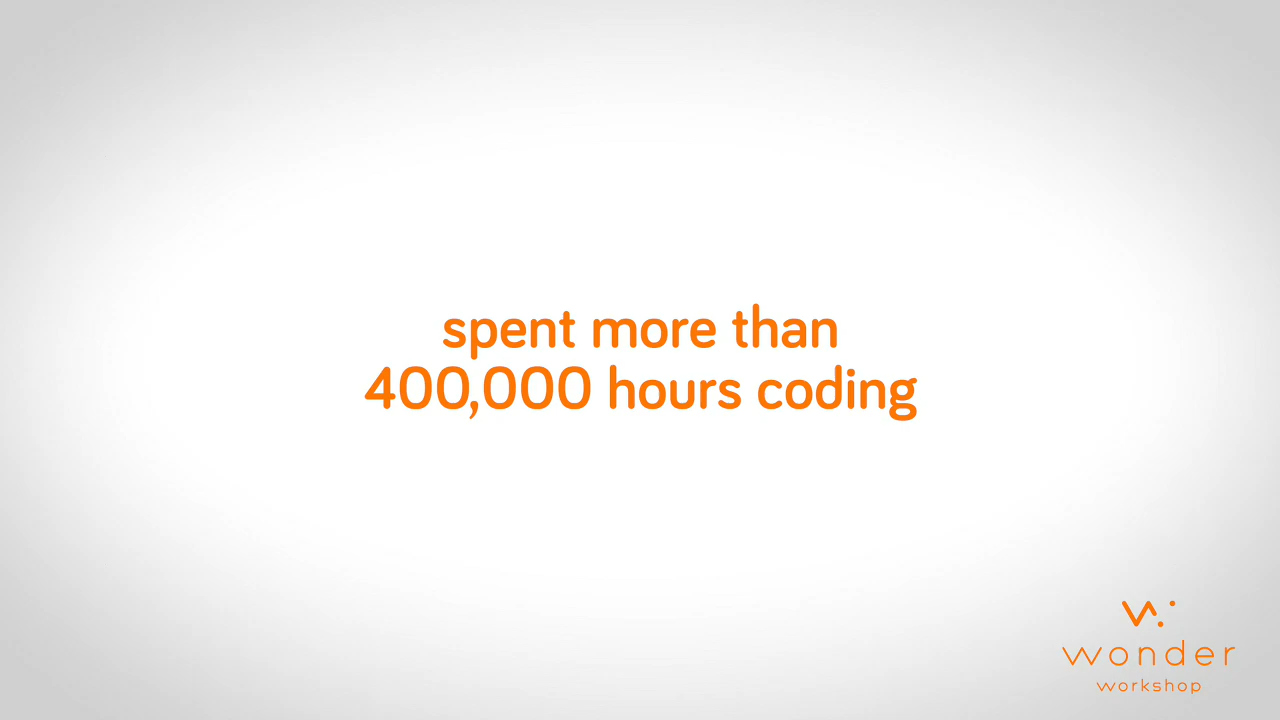 spent more than
400,000 hours coding
wonder
workshop